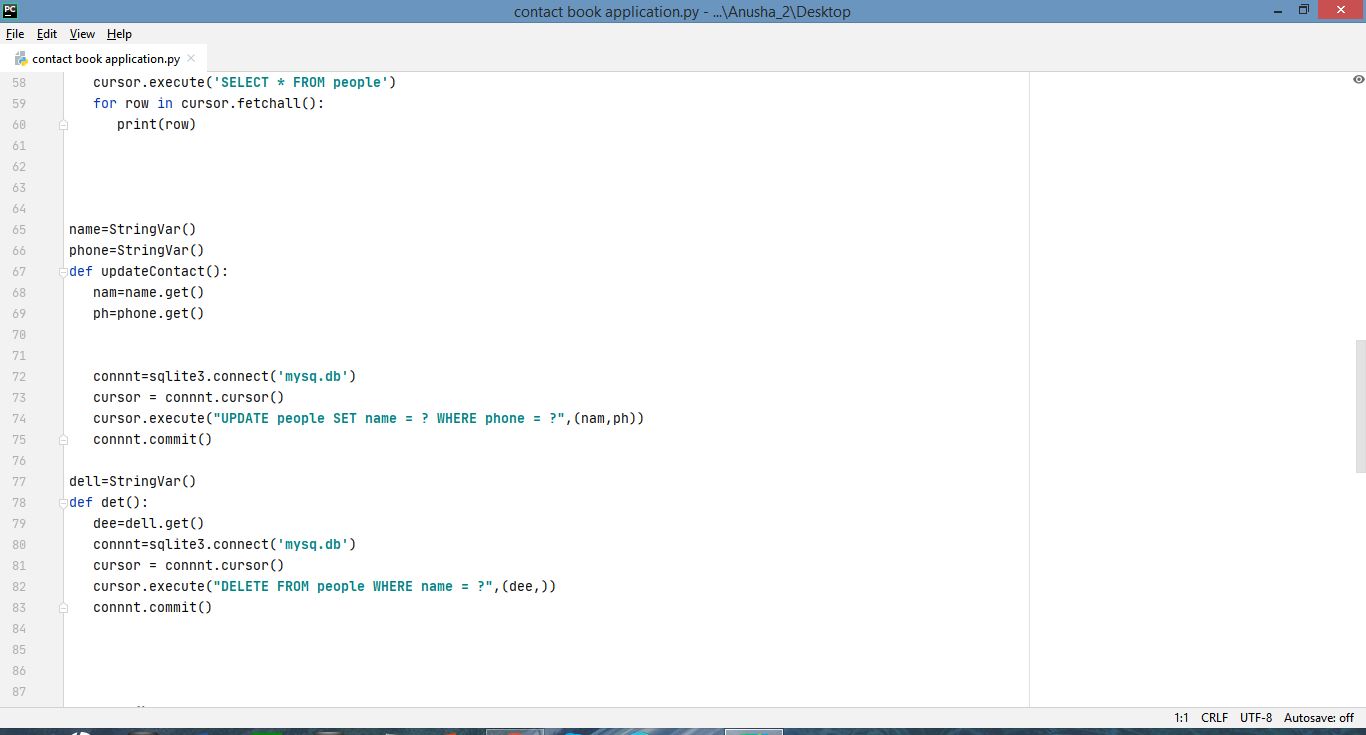 PC
contact book application.py - ...\Anusha_2\Desktop
File Edit View Help
contact book application.py
58 cursor.execute('SELECT * FROM people')
59 for row in cursor.fetchall():
60 print(row)
61
62
63
64
65 name=StringVar()
66 phone=StringVar()
67 def updateContact():
68 nam=name.get()
69 ph=phone.get()
70
71
72 connnt=sqlite3.connect('mysq.db')
73 cursor = connnt.cursor()
74 cursor.execute("UPDATE people SET name = ? WHERE phone = ?",(nam,ph))
75 connnt.commit()
76
77 dell=StringVar()
78 def det():
79 dee=dell.get()
80 connnt=sqlite3.connect('mysq.db')
81 cursor = connnt.cursor()
82 cursor.execute("DELETE FROM people WHERE name = ?",(dee,))
83 connnt.commit()
84
85
86
87
1:1 CRLF UTF-8 Autosave: off